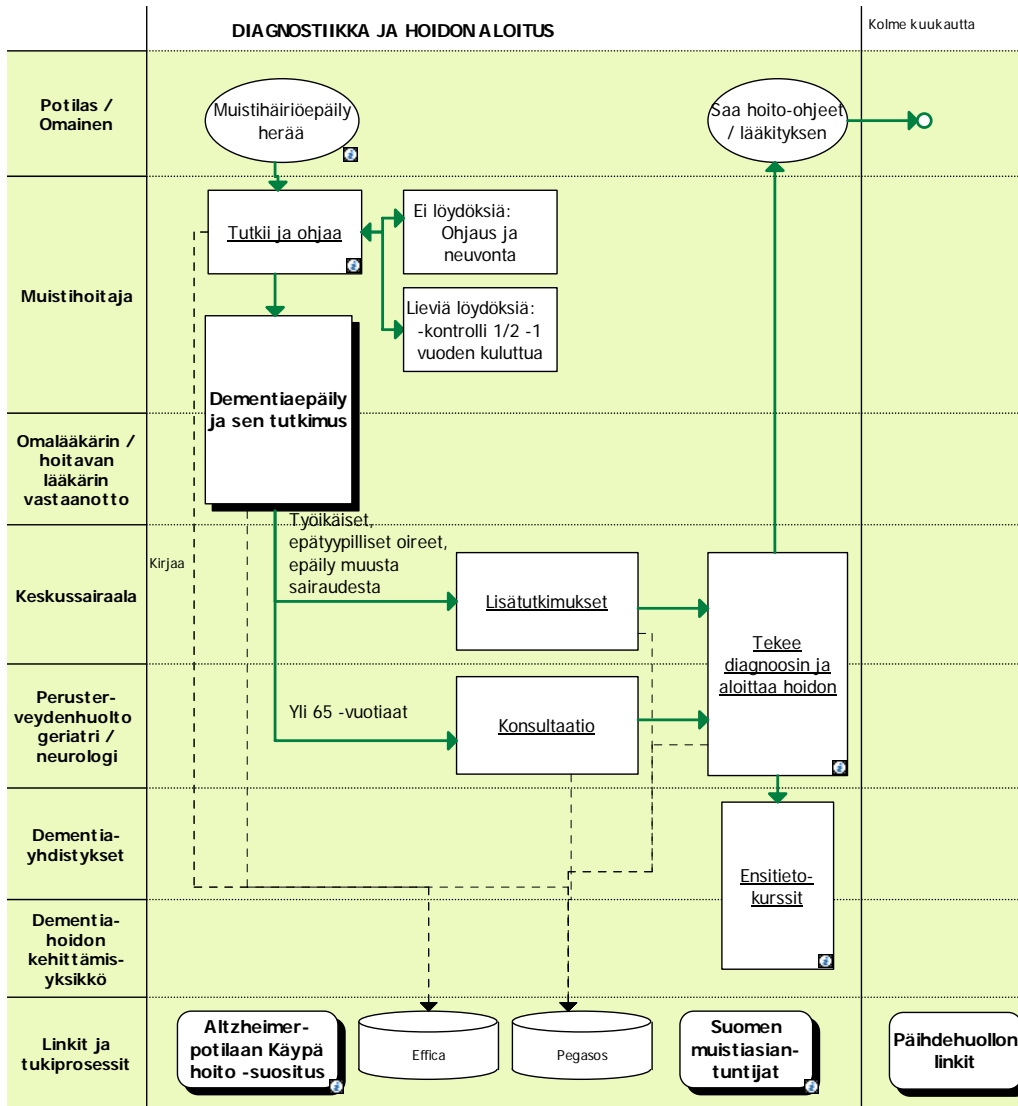 DIAGNOSTIIKKA JA HOIDON ALOITUS
Kolme kuukautta
Potilas /
Omainen
Muistihäiriöepäily
herää
Saa hoito-ohjeet
/ lääkityksen
Muistihoitaja
Tutkii ja ohjaa
Ei löydöksiä:
Ohjaus ja
neuvonta
Lieviä löydöksiä:
-kontrolli 1/2 -1
vuoden kuluttua
Dementiaepäily
ja sen tutkimus
Omalääkärin /
hoitavan
lääkärin
vastaanotto
Keskussairaala
Kirjaa
Työikäiset,
epätyypilliset oireet,
epäily muusta
sairaudesta
Lisätutkimukset
Tekee
diagnoosin ja
aloittaa hoidon
Peruster-
veydenhuolto
geriatri /
neurologi
Yli 65 -vuotiaat
Konsultaatio
Dementia-
yhdistykset
Ensitieto-
kurssit
Dementia-
hoidon
kehittämis-
yksikkö
Linkit ja
tukiprosessit
Altzheimer-
potilaan Käypä
hoito -suositus
Effica
Pegasos
Suomen
muistiasian-
tuntijat
Päihdehuollon
linkit